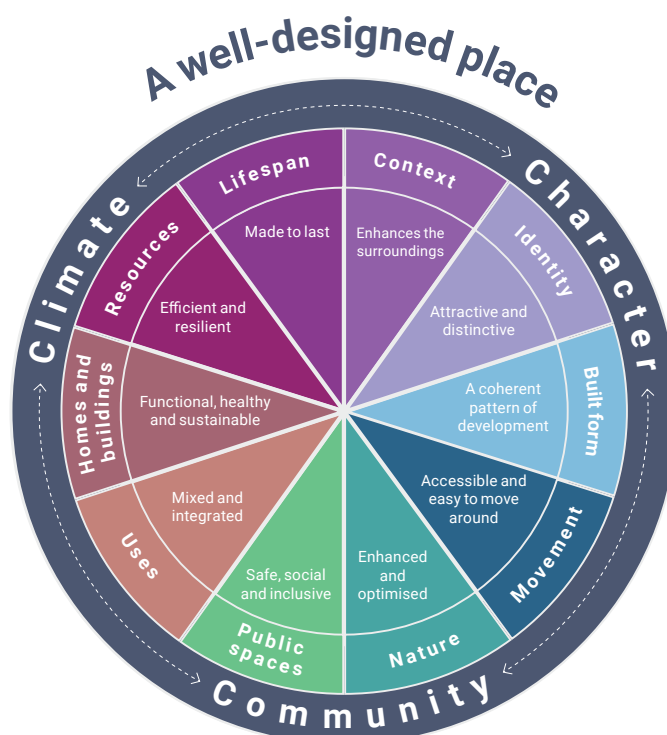 A well-designed place
Climate
Character
Community
Context
Enhances the
surroundings
Identity
Attractive and
distinctive
Built form
A coherent
pattern of
development
Movement
Accessible and
easy to move
around
Nature
Enhanced
and
optimised
Public
spaces
Safe, social
and inclusive
Uses
Mixed and
integrated
Homes and
buildings
Functional, healthy
and sustainable
Resources
Efficient and
resilient
Lifespan
Made to last